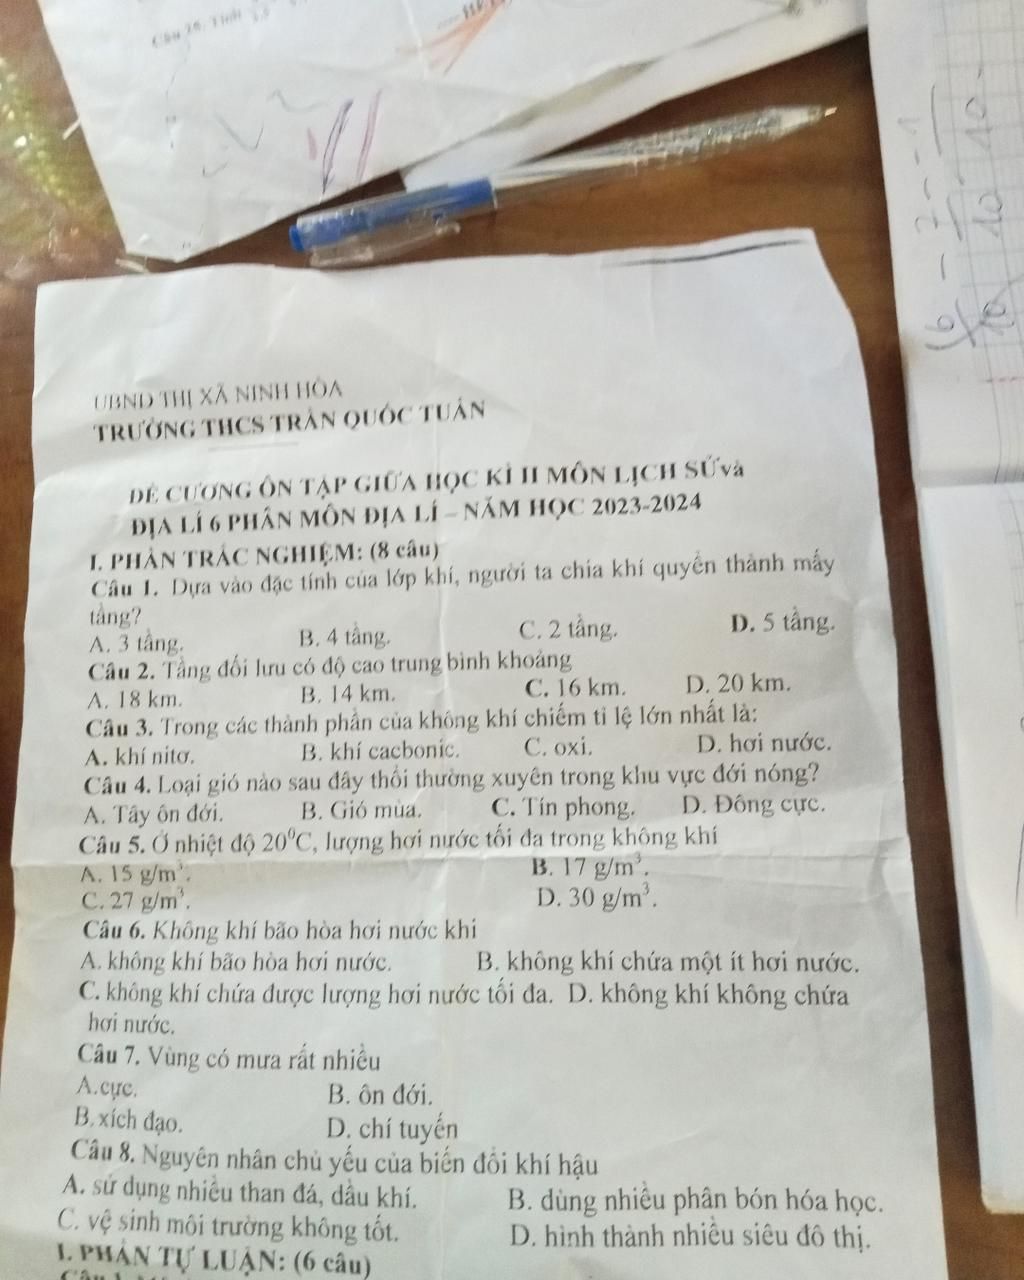 Câu 26. Tính
UBND THỊ XÃ NINH HÒA
TRƯỜNG THCS TRẦN QUỐC TUẤN
ĐỀ CƯƠNG ÔN TẬP GIỮA HỌC KÌ II MÔN LỊCH SỬ và
ĐỊA LÍ 6 PHÂN MÔN ĐỊA LÍ – NĂM HỌC 2023-2024
I. PHẦN TRẮC NGHIỆM: (8 câu)
Câu 1. Dựa vào đặc tính của lớp khí, người ta chia khí quyển thành mấy
tầng?
A. 3 tầng. B. 4 tầng. C. 2 tầng. D. 5 tầng.
Câu 2. Tầng đối lưu có độ cao trung bình khoảng
A. 18 km. B. 14 km. C. 16 km. D. 20 km.
Câu 3. Trong các thành phần của không khí chiếm tỉ lệ lớn nhất là:
A. khí nitơ. B. khí cacbonic. C. oxi. D. hơi nước.
Câu 4. Loại gió nào sau đây thổi thường xuyên trong khu vực đới nóng?
A. Tây ôn đới. B. Gió mùa. C. Tín phong. D. Đông cực.
Câu 5. Ở nhiệt độ 20⁰C, lượng hơi nước tối đa trong không khí
A. 15 g/m³. B. 17 g/m³.
C. 27 g/m³. D. 30 g/m³.
Câu 6. Không khí bão hòa hơi nước khi
A. không khí bão hòa hơi nước. B. không khí chứa một ít hơi nước.
C. không khí chứa được lượng hơi nước tối đa. D. không khí không chứa
hơi nước.
Câu 7. Vùng có mưa rất nhiều
A.cực. B. ôn đới.
B. xích đạo. D. chí tuyến
Câu 8. Nguyên nhân chủ yếu của biến đổi khí hậu
A. sử dụng nhiều than đá, dầu khí. B. dùng nhiều phân bón hóa học.
C. vệ sinh môi trường không tốt. D. hình thành nhiều siêu đô thị.
I. PHẦN TỰ LUẬN: (6 câu)